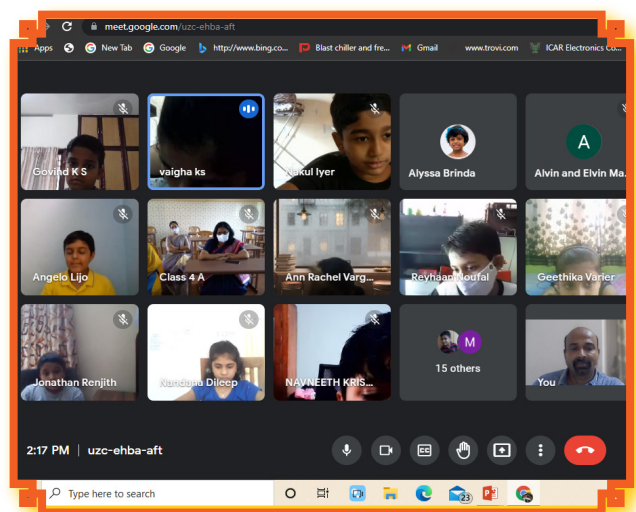 meet.google.com/uzc-ehba-aft
Apps New Tab Google http://www.bing.co... Blast chiller and fre... Gmail www.trovi.com ICAR Electronics Co...
Govind K S vaigha ks Nakul Iyer Alyssa Brinda A Alvin and Elvin Ma...
Angelo Lijo Class 4 A Ann Rachel Varg... Reyhaan Noufal Geethika Varier
M
Jonathan Renjith Nandana Dileep NAVNEETH KRIS... 15 others You
2:17 PM | uzc-ehba-aft CC
Type here to search 23